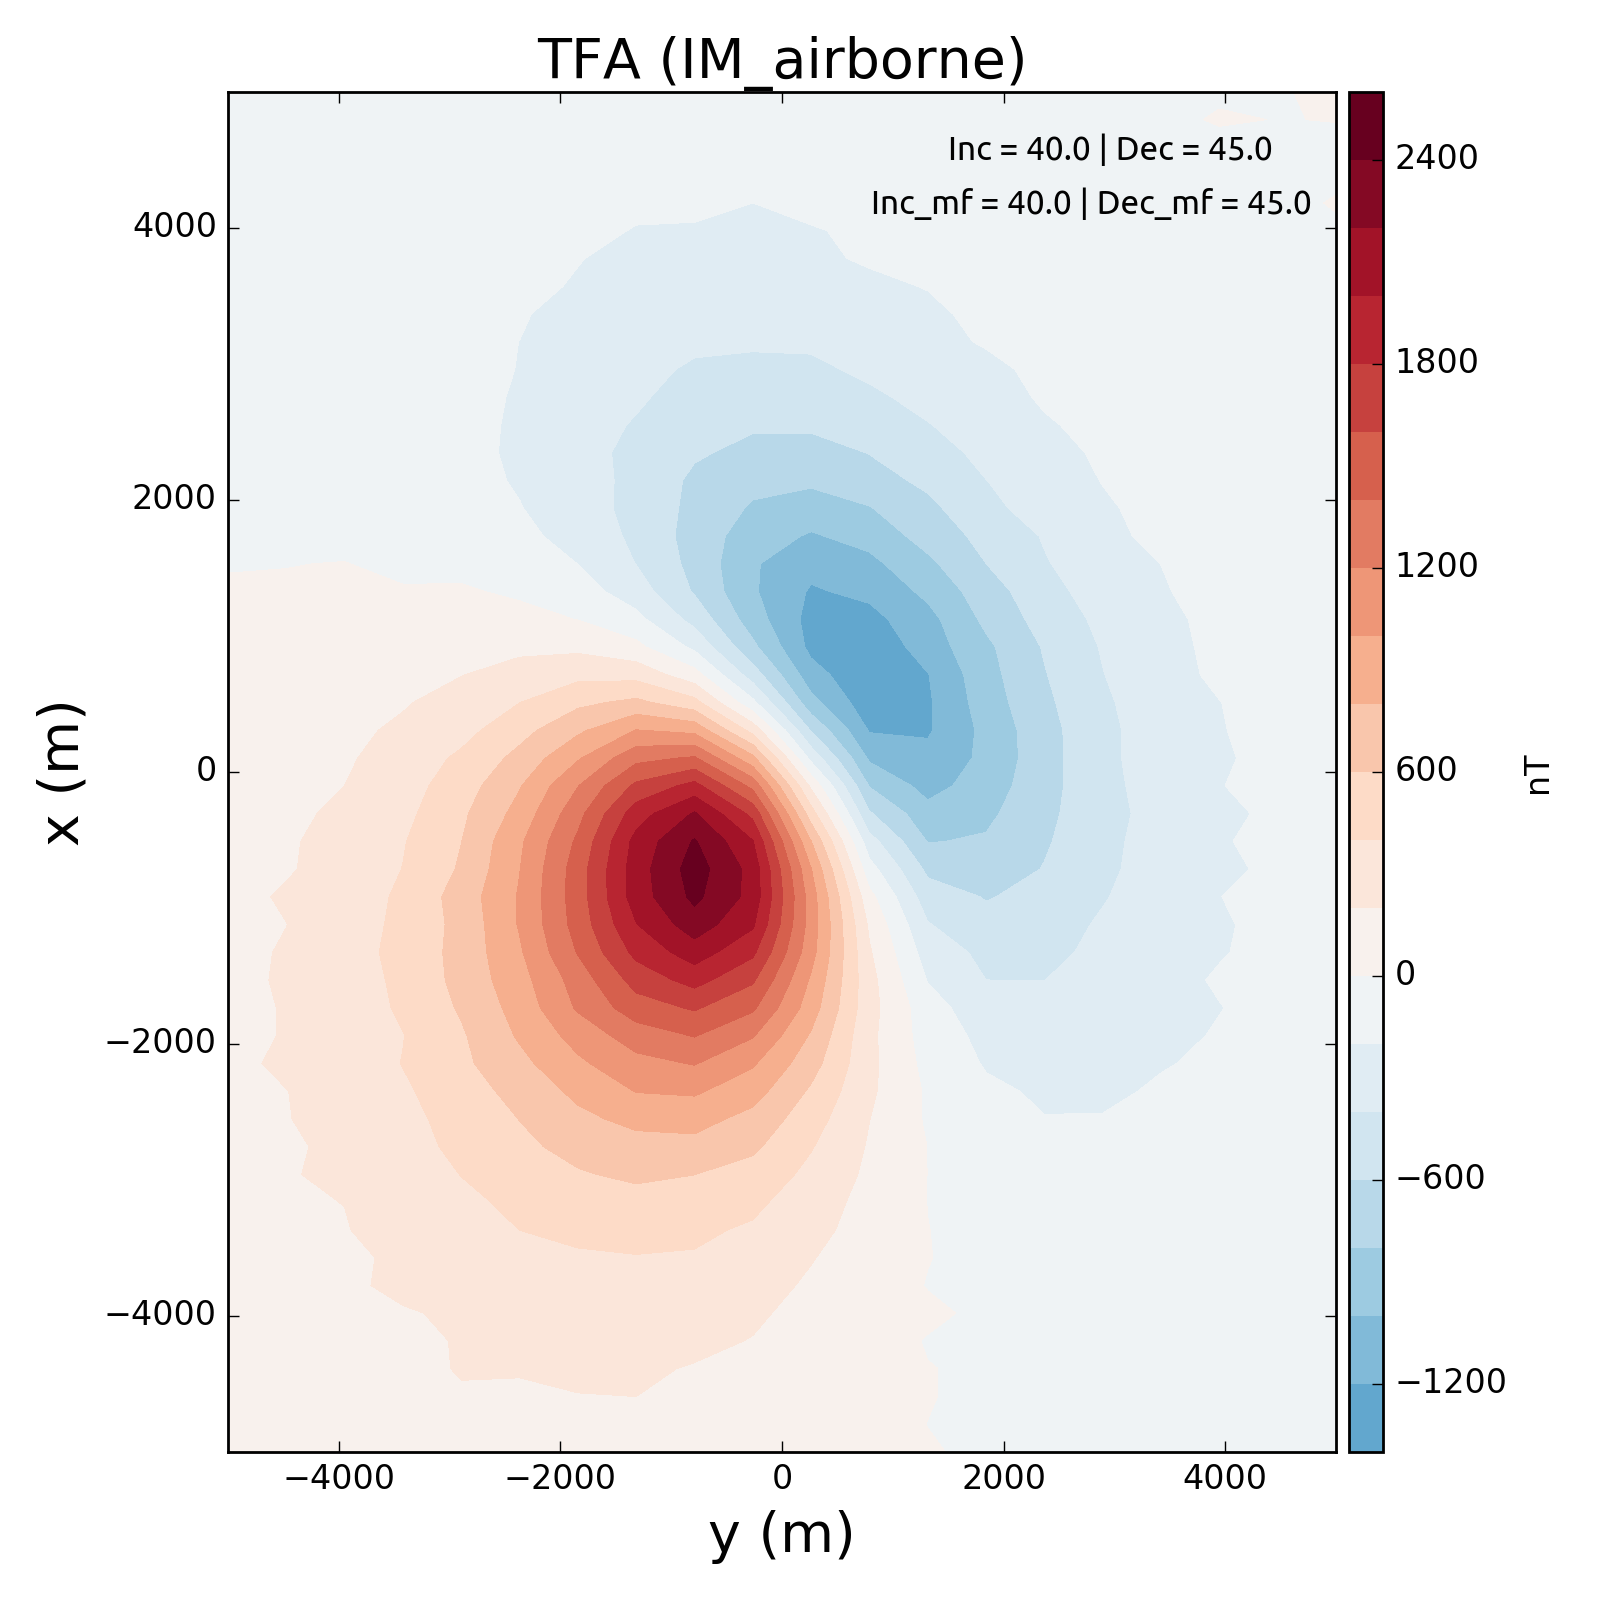 TFA (IM_airborne)
Inc = 40.0 | Dec = 45.0
Inc_mf = 40.0 | Dec_mf = 45.0
4000
2000
0
−2000
−4000
x (m)
−4000
−2000
0
2000
4000
y (m)
2400
1800
1200
600
0
−600
−1200
nT